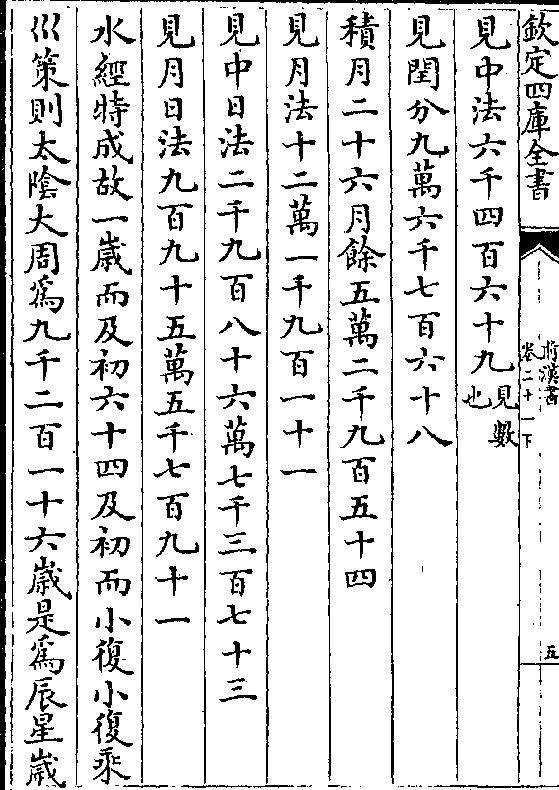 欽定四庫全書
前漢書
卷二十一下
五
見中法六千四百六十九見數也
見閏分九萬六千七百六十八
積月二十六月餘五萬二千九百五十四
見月法十二萬一千九百一十一
見中日法二千九百八十六萬七千三百七十三
見月日法九百九十五萬五千七百九十一
水經特成故一嵗而及初六十四及初而小復小復乘
巛策則太陰大周爲九千二百一十六嵗是爲辰星嵗